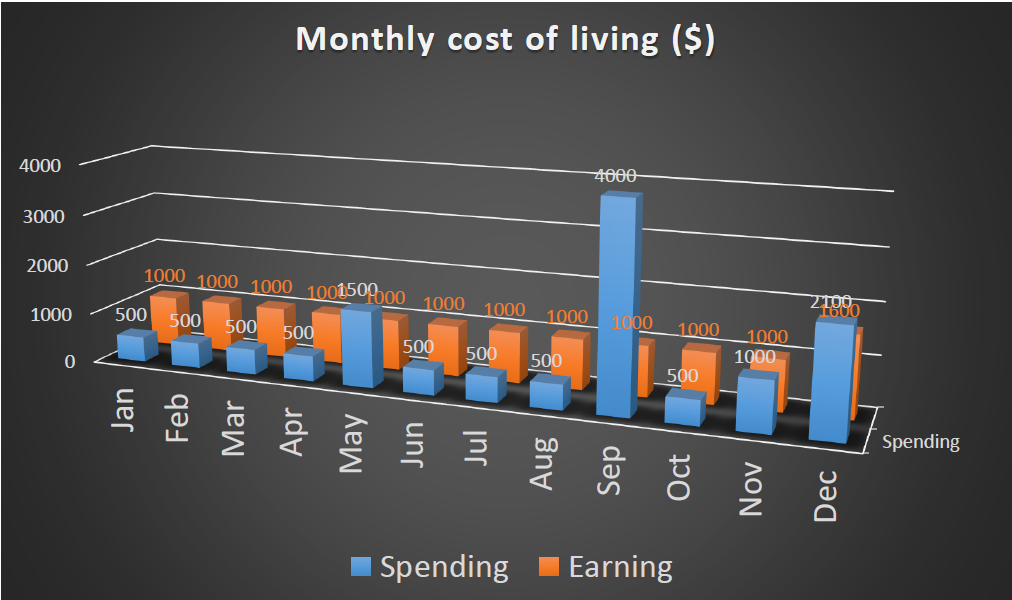 Monthly cost of living ($)
4000
3000
2000
1000
0
1000 1000 1000 1000 1000 1000 1000 1000 1000 1000 1000 1600
500 500 500 500 1500 500 500 500 4000 500 1000 2100
Jan Feb Mar Apr May Jun Jul Aug Sep Oct Nov Dec
Spending
Spending Earning